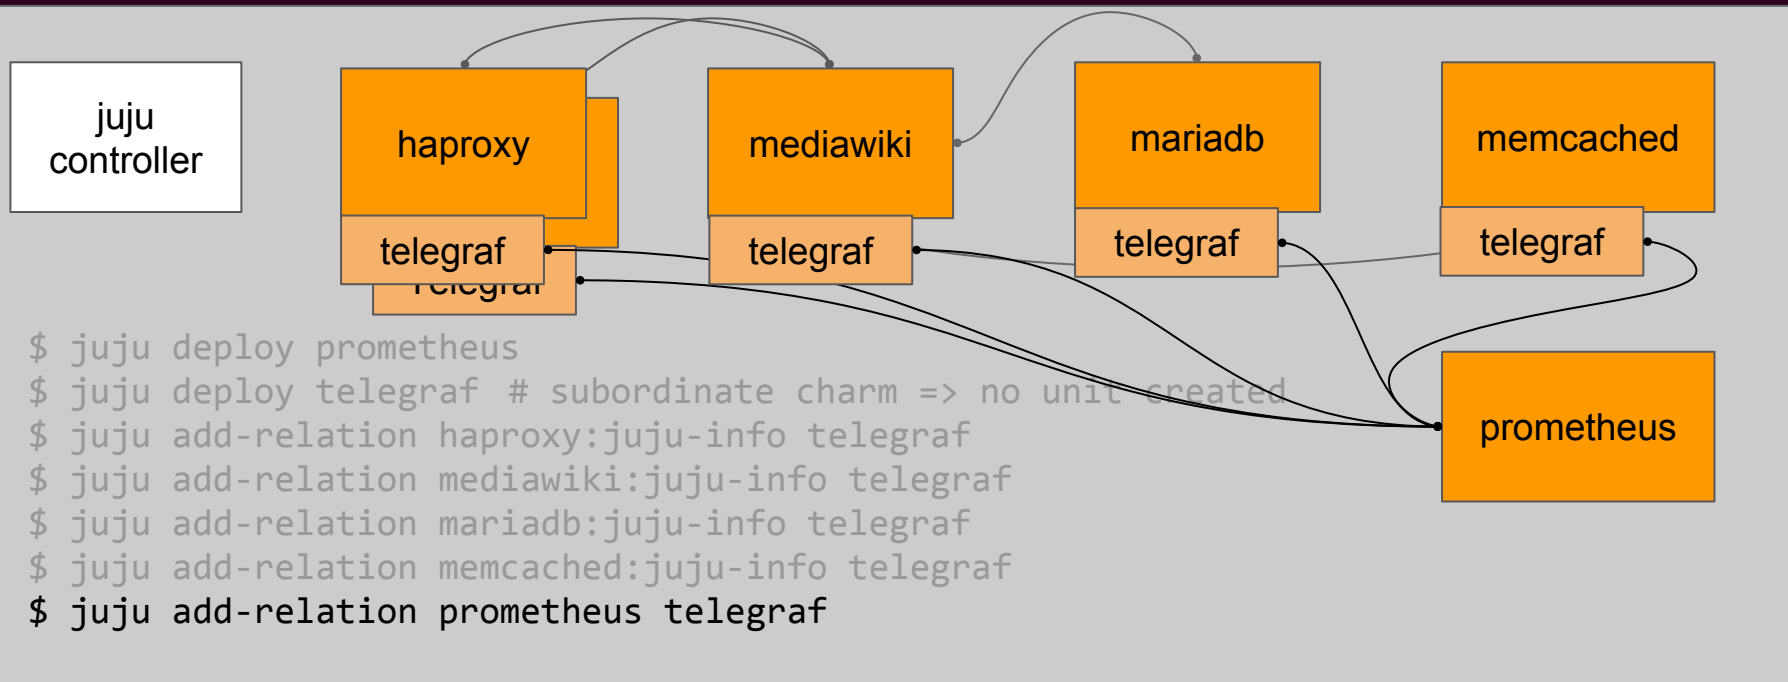 juju
controller
haproxy
mediawiki
mariadb
memcached
telegraf
telegraf
telegraf
telegraf
Telegraf
$ juju deploy prometheus
$ juju deploy telegraf # subordinate charm => no unit created
$ juju add-relation haproxy:juju-info telegraf
prometheus
$ juju add-relation mediawiki:juju-info telegraf
$ juju add-relation mariadb:juju-info telegraf
$ juju add-relation memcached:juju-info telegraf
$ juju add-relation prometheus telegraf